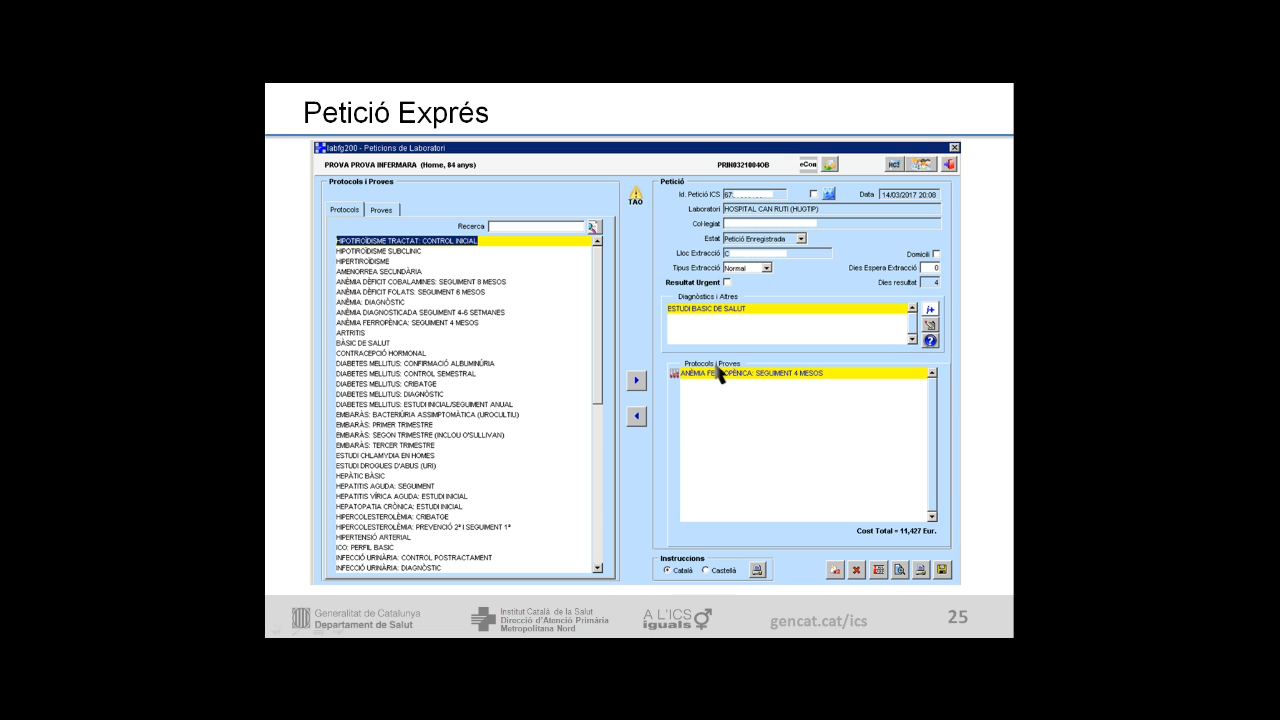 Petició Exprés
labfg200 - Peticions de Laboratori
PROVA PROVA INFERMARA (Home, 84 anys)
PRIN0321004OB
eCon
HC3
Protocols i Proves
Protocols
Proves
Recerca
HIPOTIROÏDISME TRACTAT: CONTROL INICIAL
HIPOTIROÏDISME SUBCLINIC
HIPERTIROÏDISME
AMENORREA SECUNDÀRIA
ANÈMIA DÈFICIT COBALAMINES: SEGUIMENT 8 MESOS
ANÈMIA DÈFICIT FOLATS: SEGUIMENT 6 MESOS
ANÈMIA: DIAGNÒSTIC
ANÈMIA DIAGNOSTICADA SEGUIMENT 4-6 SETMANES
ANÈMIA FERROPÈNICA: SEGUIMENT 4 MESOS
ARTRITIS
BÀSIC DE SALUT
CONTRACEPCIÓ HORMONAL
DIABETES MELLITUS: CONFIRMACIÓ ALBUMINÚRIA
DIABETES MELLITUS: CONTROL SEMESTRAL
DIABETES MELLITUS: CRIBATGE
DIABETES MELLITUS: DIAGNÒSTIC
DIABETES MELLITUS: ESTUDI INICIAL/SEGUIMENT ANUAL
EMBARÀS: BACTERIÚRIA ASSIMPTOMÀTICA (UROCULTIU)
EMBARÀS: PRIMER TRIMESTRE
EMBARÀS: SEGON TRIMESTRE (INCLOU O'SULLIVAN)
EMBARÀS: TERCER TRIMESTRE
ESTUDI CHLAMYDIA EN HOMES
ESTUDI DROGUES D'ABUS (URI)
HEPÀTIC BÀSIC
HEPATITIS AGUDA: SEGUIMENT
HEPATITIS VÍRICA AGUDA: ESTUDI INICIAL
HEPATOPATIA CRÒNICA: ESTUDI INICIAL
HIPERCOLESTEROLÈMIA: CRIBATGE
HIPERCOLESTEROLÈMIA: PREVENCIÓ 2ª I SEGUIMENT 1ª
HIPERTENSIÓ ARTERIAL
ICO: PERFIL BASIC
INFECCIÓ URINÀRIA: CONTROL POSTRACTAMENT
INFECCIÓ URINÀRIA: DIAGNÒSTIC
TAO
Petició
Id. Petició ICS 67
Data 14/03/2017 20:08
Laboratori HOSPITAL CAN RUTI (HUGTIP)
Col·legiat
Estat Petició Enregistrada
Lloc Extracció C
Domicili
Tipus Extracció Normal
Dies Espera Extracció 0
Resultat Urgent
Dies resultat 4
Diagnòstics i Altres
ESTUDI BASIC DE SALUT
Protocols i Proves
ANÈMIA FERROPÈNICA: SEGUIMENT 4 MESOS
Cost Total = 11,427 Eur.
Instruccions
Català
Castellà
Generalitat de Catalunya
Departament de Salut
Institut Català de la Salut
Direcció d'Atenció Primària
Metropolitana Nord
A L'ICS
iguals
gencat.cat/ics
25